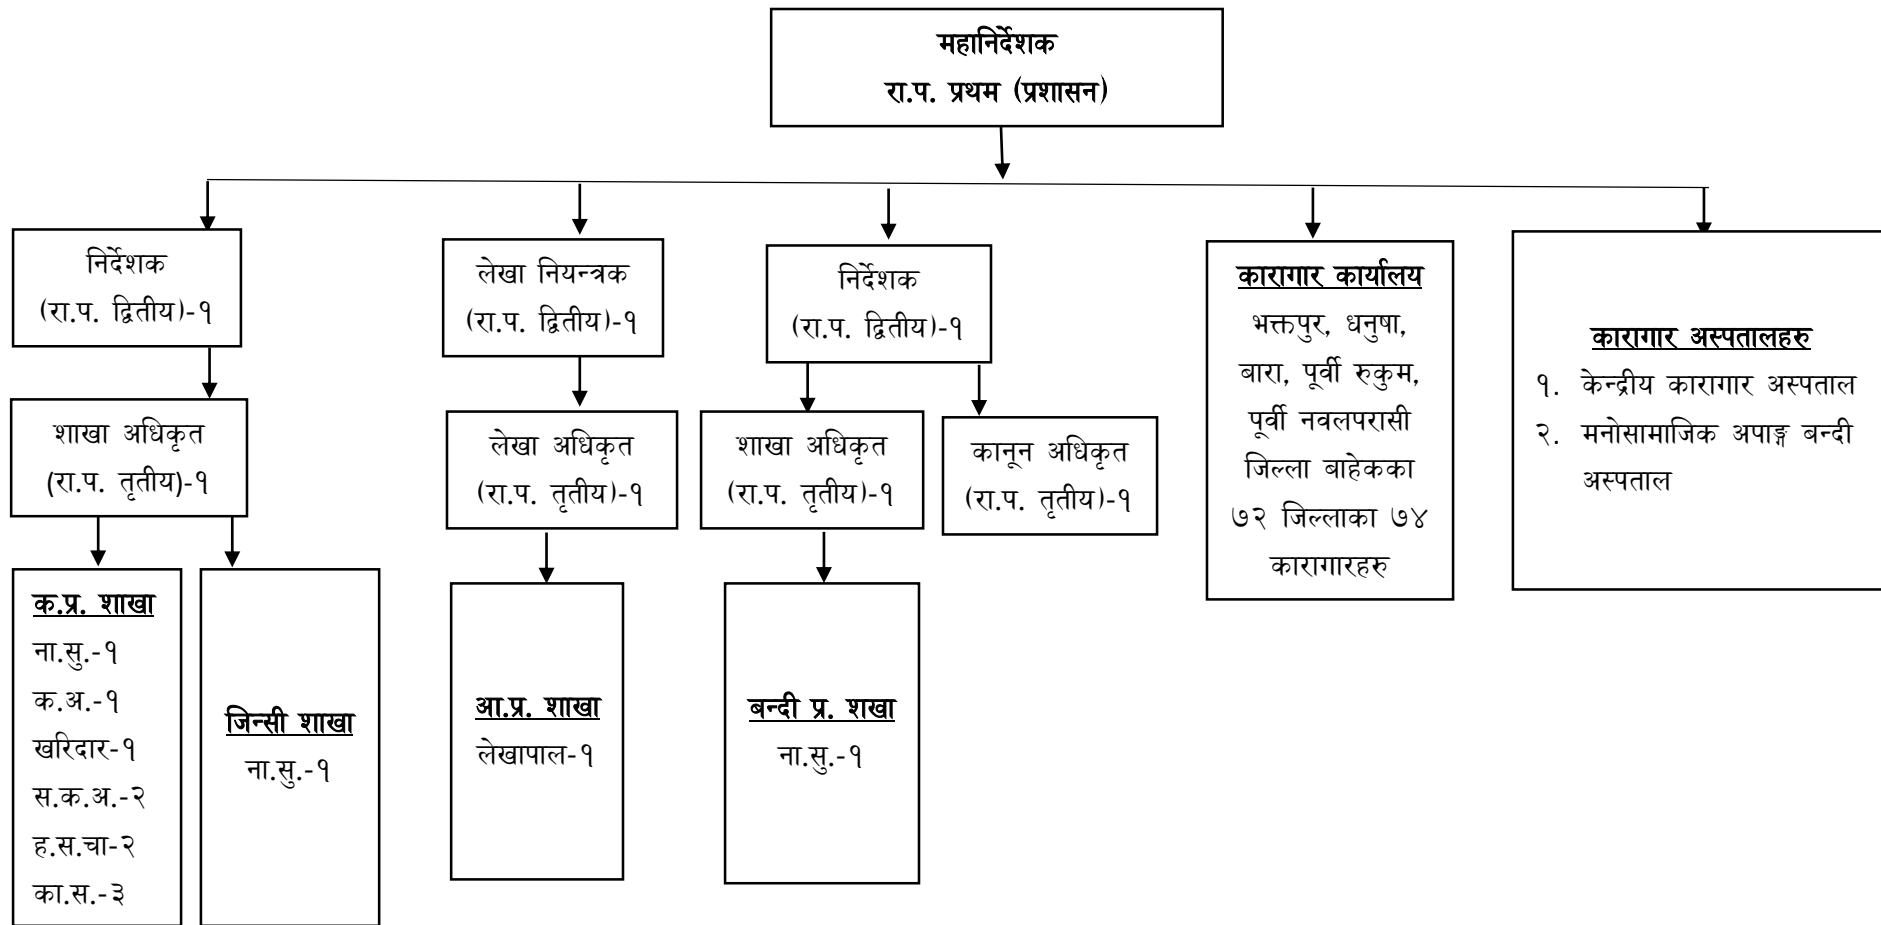 महानिर्देशक
रा.प. प्रथम (प्रशासन)
निर्देशक
(रा.प. द्वितीय)-१
लेखा नियन्त्रक
(रा.प. द्वितीय)-१
निर्देशक
(रा.प. द्वितीय)-१
कारागार कार्यालय
भक्तपुर, धनुषा,
बारा, पूर्वी रुकुम,
पूर्वी नवलपरासी
जिल्ला बाहेकका
७२ जिल्लाका ७४
कारागारहरु
कारागार अस्पतालहरु
१. केन्द्रीय कारागार अस्पताल
२. मनोसामाजिक अपाङ्ग बन्दी
अस्पताल
शाखा अधिकृत
(रा.प. तृतीय)-१
लेखा अधिकृत
(रा.प. तृतीय)-१
शाखा अधिकृत
(रा.प. तृतीय)-१
कानून अधिकृत
(रा.प. तृतीय)-१
क.प्र. शाखा
ना.सु.-१
क.अ.-१
खरिदार-१
स.क.अ.-२
ह.स.चा-२
का.स.-३
जिन्सी शाखा
ना.सु.-१
आ.प्र. शाखा
लेखापाल-१
बन्दी प्र. शखा
ना.सु.-१